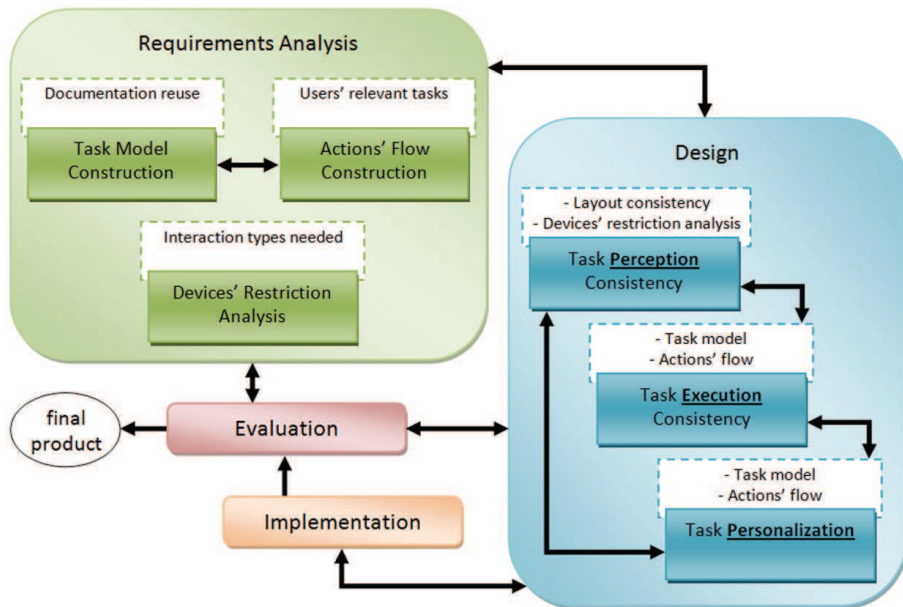 Requirements Analysis
Documentation reuse
Task Model
Construction
Users' relevant tasks
Actions' Flow
Construction
Interaction types needed
Devices' Restriction
Analysis
Design
- Layout consistency
- Devices' restriction analysis
Task Perception
Consistency
- Task model
- Actions' flow
Task Execution
Consistency
- Task model
- Actions' flow
Task Personalization
final
product
Evaluation
Implementation